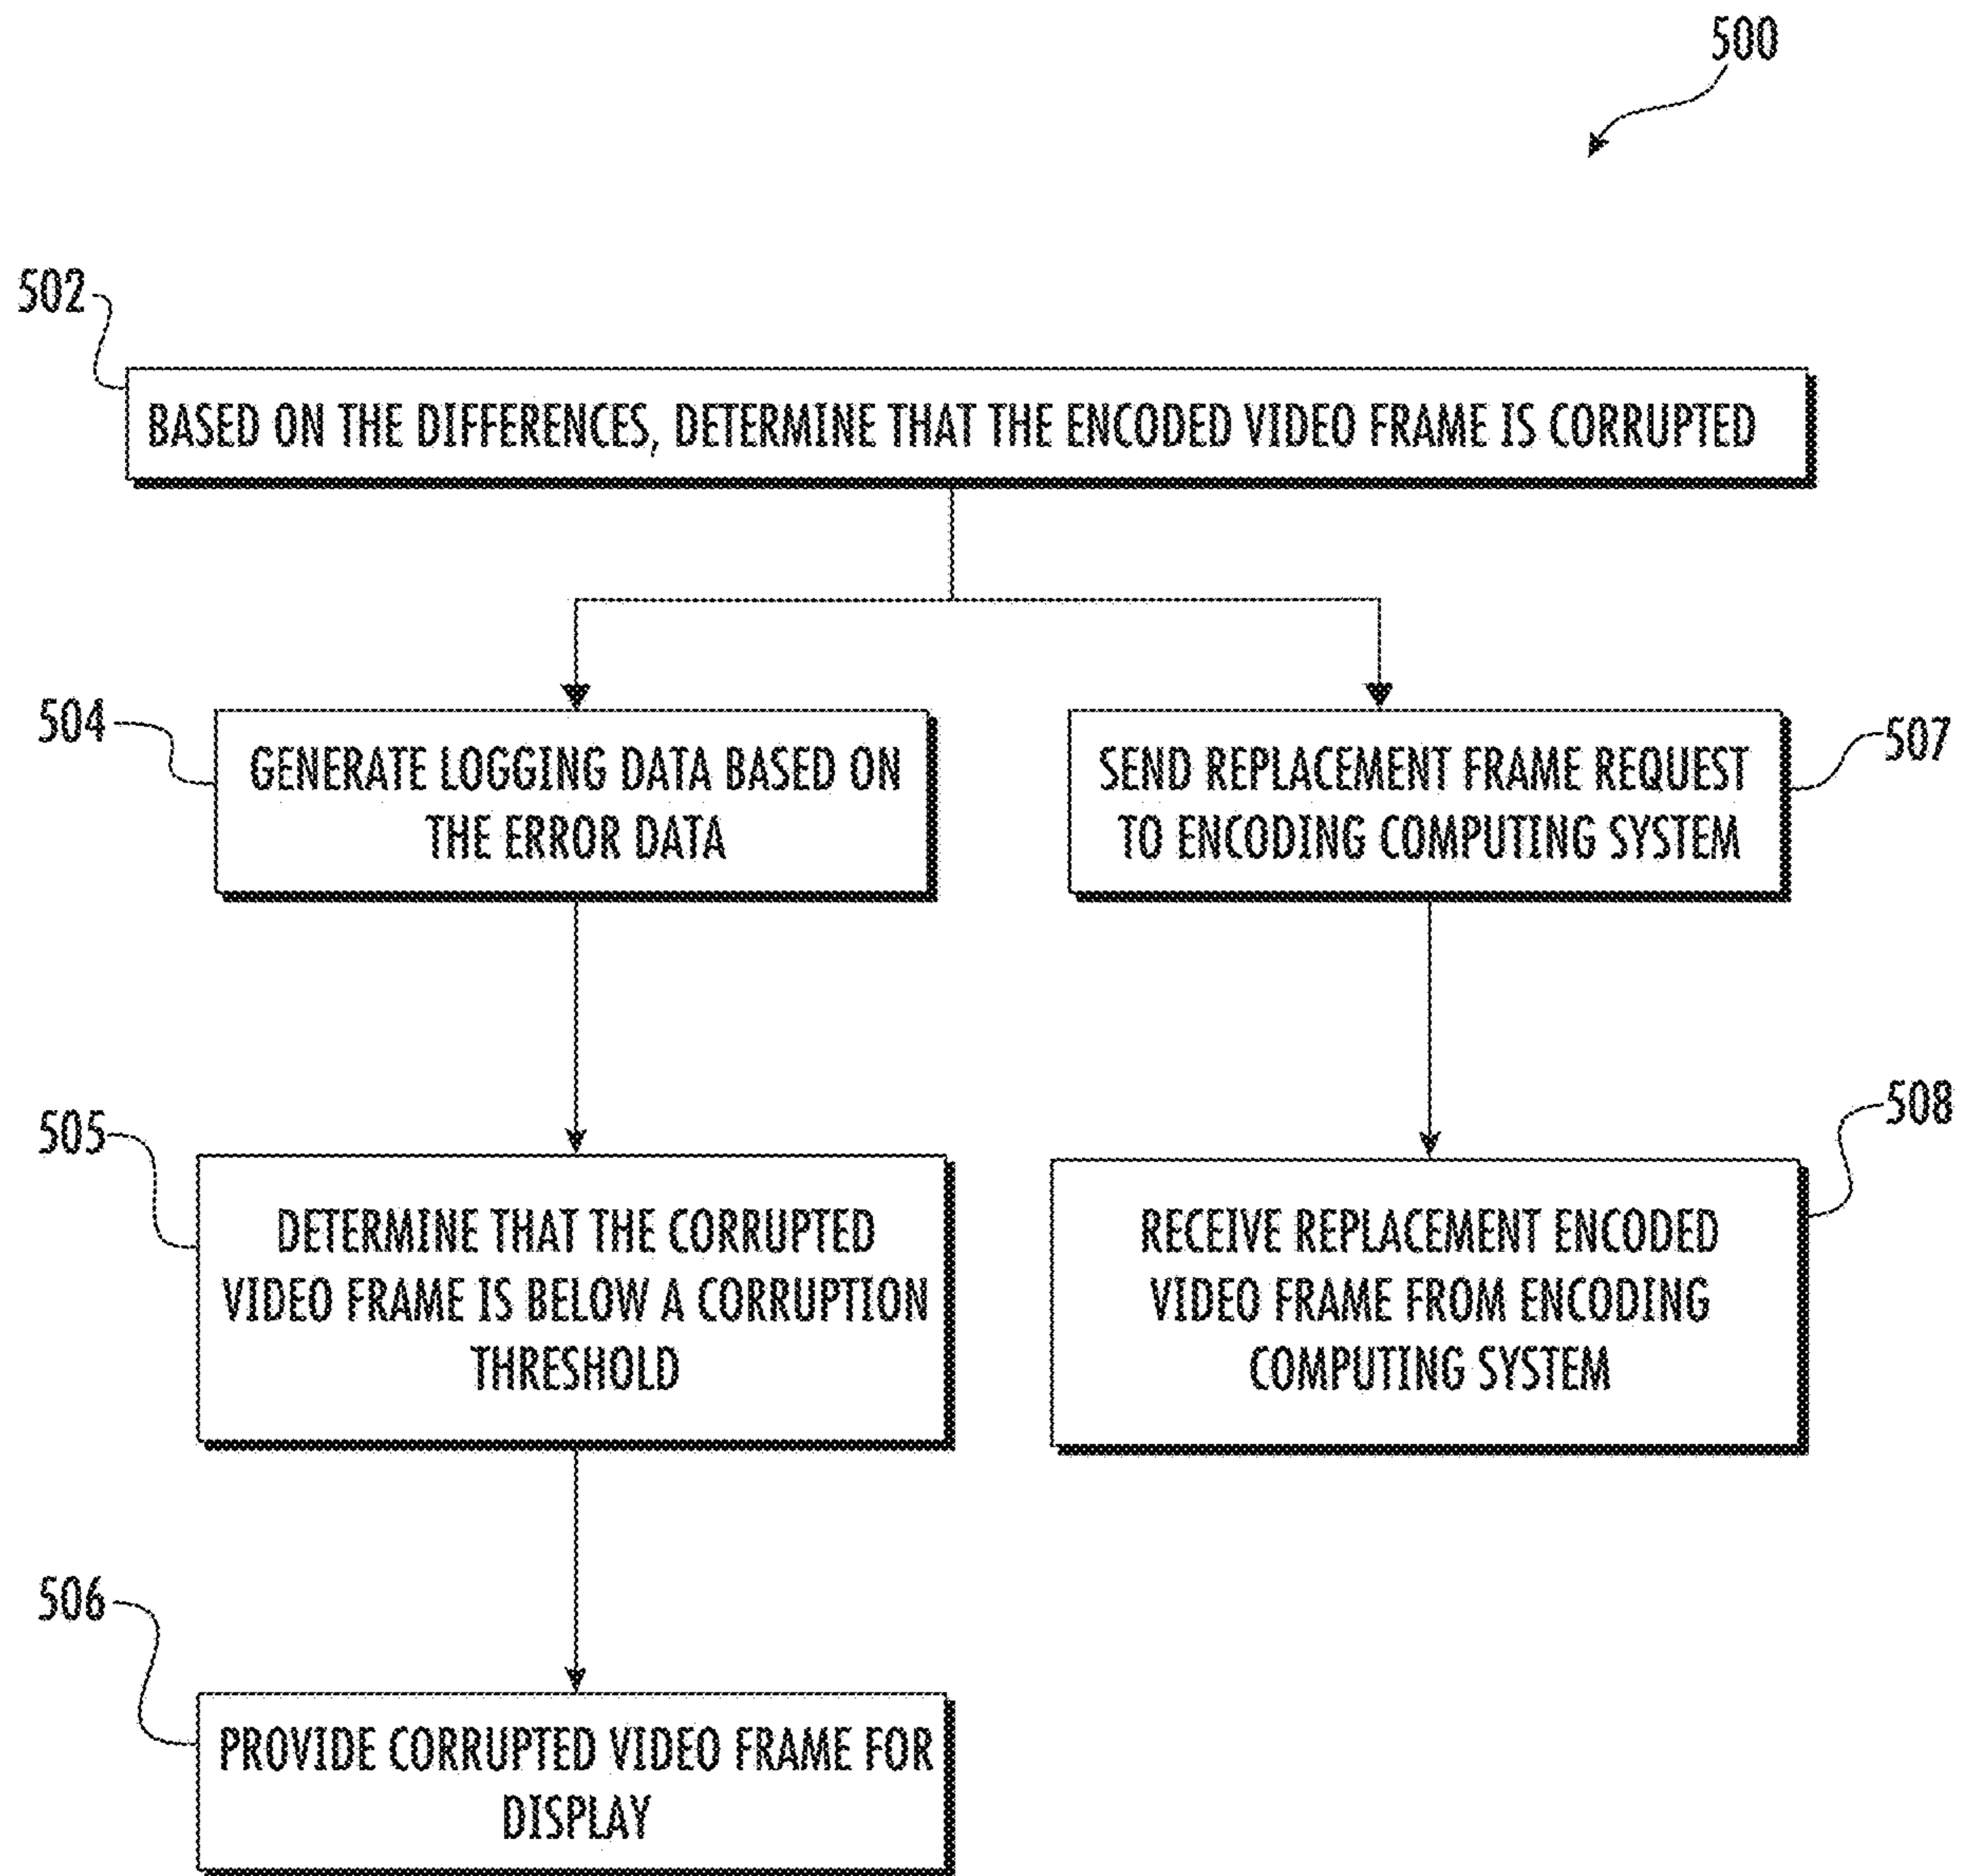 500
502
BASED ON THE DIFFERENCES, DETERMINE THAT THE ENCODED VIDEO FRAME IS CORRUPTED
504
GENERATE LOGGING DATA BASED ON
THE ERROR DATA
SEND REPLACEMENT FRAME REQUEST
TO ENCODING COMPUTING SYSTEM
507
505
DETERMINE THAT THE CORRUPTED
VIDEO FRAME IS BELOW A CORRUPTION
THRESHOLD
RECEIVE REPLACEMENT ENCODED
VIDEO FRAME FROM ENCODING
COMPUTING SYSTEM
508
506
PROVIDE CORRUPTED VIDEO FRAME FOR
DISPLAY